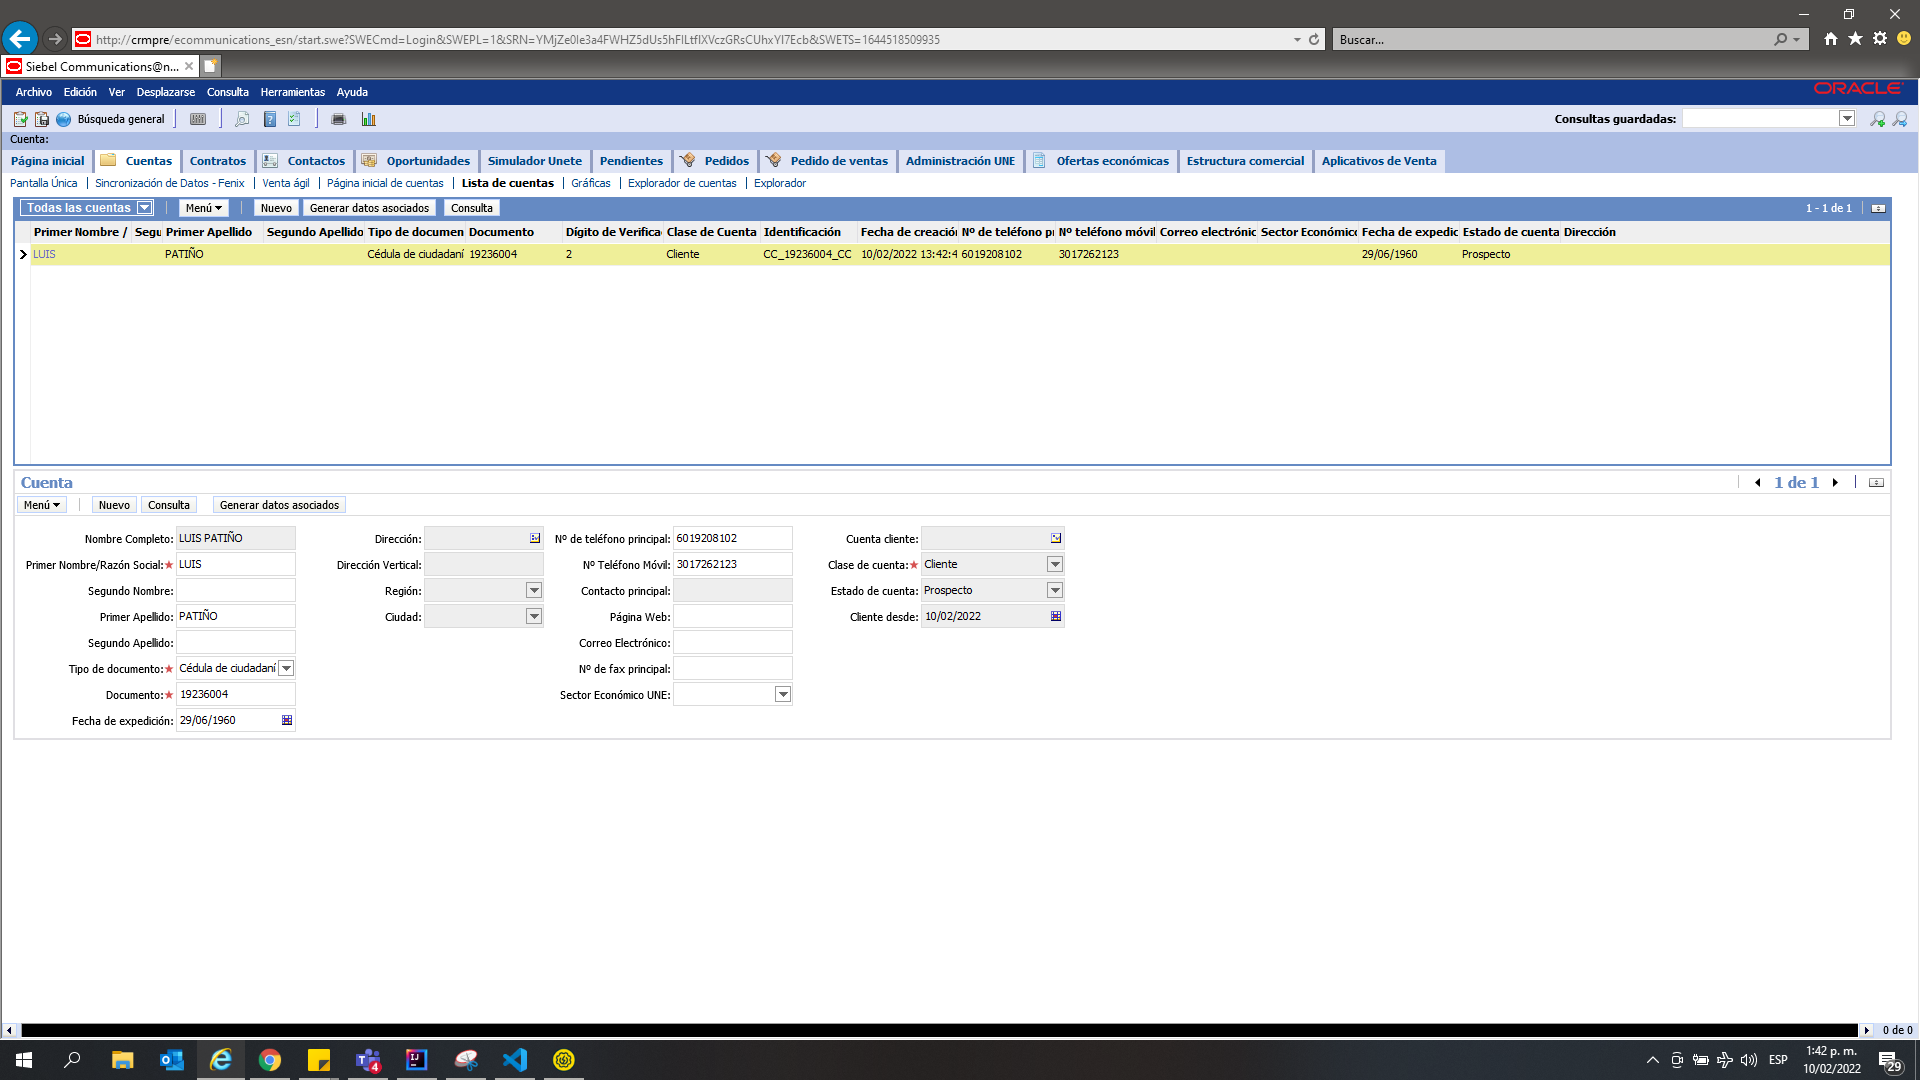 http://crmpre/ecommunications_esn/start.swe?SWECmd=Login&SWEPL=1&SRN=YMjZe0Ie3a4FWHZ5dUs5hFILtfIXVczGRsCUhxYI7Ecb&SWETS=1644518509935
Buscar...
Siebel Communications@n...
Archivo Edición Ver Desplazarse Consulta Herramientas Ayuda
ORACLE
Búsqueda general
Consultas guardadas:
Cuenta:
Página inicial Cuentas Contratos Contactos Oportunidades Simulador Unete Pendientes Pedidos Pedido de ventas Administración UNE Ofertas económicas Estructura comercial Aplicativos de Venta
Pantalla Única Sincronización de Datos - Fenix Venta ágil Página inicial de cuentas Lista de cuentas Gráficas Explorador de cuentas Explorador
Todas las cuentas Menú Nuevo Generar datos asociados Consulta 1 - 1 de 1
Primer Nombre / Segu Primer Apellido Segundo Apellido Tipo de documen Documento Dígito de Verifica Clase de Cuenta Identificación Fecha de creación Nº de teléfono pr Nº teléfono móvil Correo electrónic Sector Económico Fecha de expedic Estado de cuenta Dirección
LUIS PATIÑO Cédula de ciudadaní 19236004 2 Cliente CC_19236004_CC 10/02/2022 13:42:4 6019208102 3017262123 29/06/1960 Prospecto
Cuenta
1 de 1
Menú Nuevo Consulta Generar datos asociados
Nombre Completo: LUIS PATIÑO Dirección: Nº de teléfono principal: 6019208102 Cuenta cliente:
Primer Nombre/Razón Social:★ LUIS Dirección Vertical: Nº Teléfono Móvil: 3017262123 Clase de cuenta:★ Cliente
Segundo Nombre: Región: Contacto principal: Estado de cuenta: Prospecto
Primer Apellido: PATIÑO Ciudad: Página Web: Cliente desde: 10/02/2022
Segundo Apellido: Correo Electrónico:
Tipo de documento:★ Cédula de ciudadaní Nº de fax principal:
Documento:★ 19236004 Sector Económico UNE:
Fecha de expedición: 29/06/1960
0 de 0
4
ESP
1:42 p. m.
10/02/2022
29